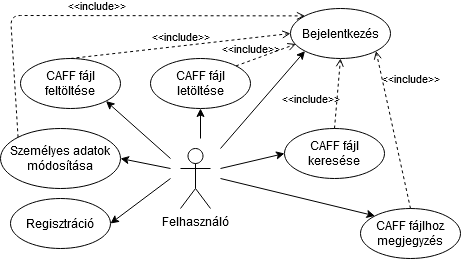 <<include>>
<<include>>
Bejelentkezés
<<include>>
CAFF fájl
feltöltése
CAFF fájl
letöltése
<<include>>
<<include>>
Személyes adatok
módosítása
CAFF fájl
keresése
Regisztráció
Felhasználó
CAFF fájlhoz
megjegyzés